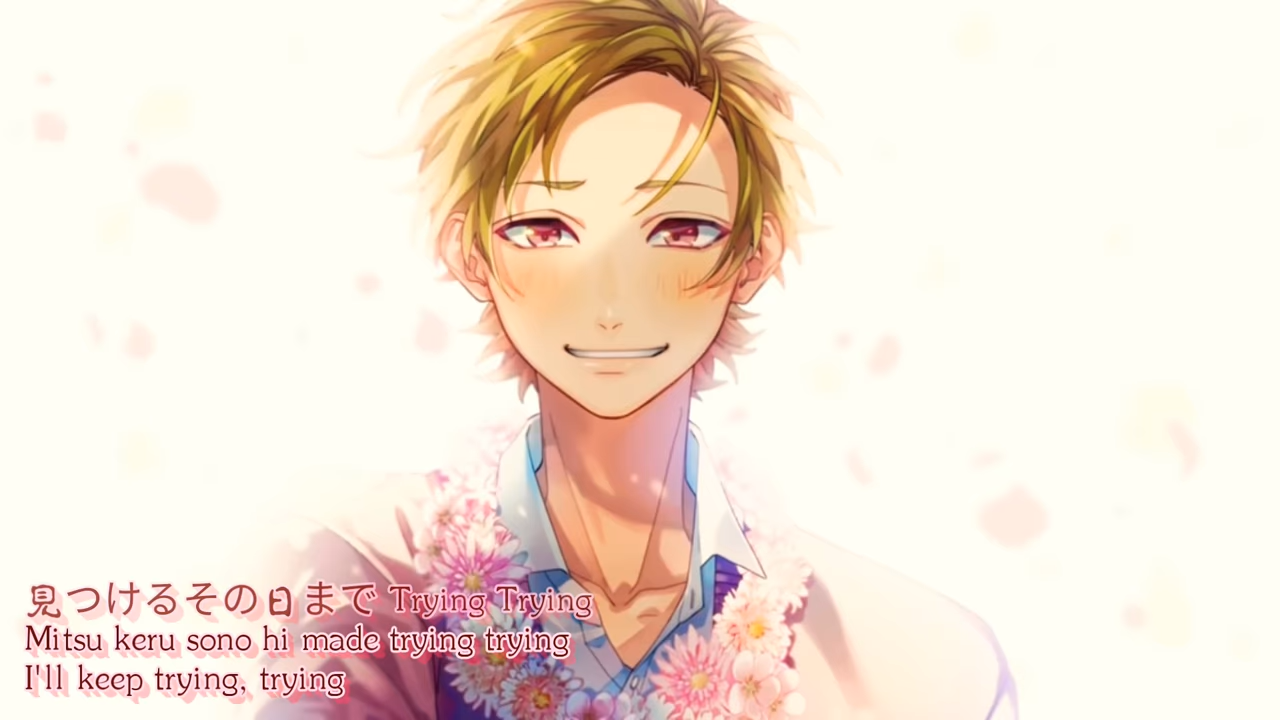 見つけるその日まで Trying Trying
Mitsu keru sono hi made trying trying
I'll keep trying, trying